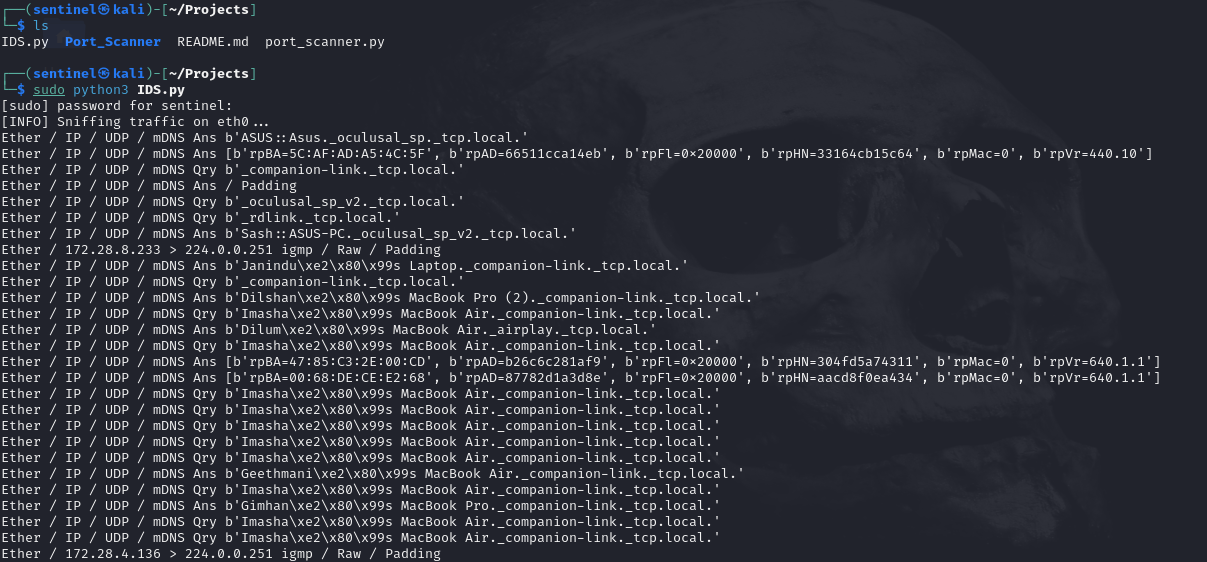 ┌──(sentinel㉿kali)-[~/Projects]
└─$ ls
IDS.py  Port_Scanner  README.md  port_scanner.py
┌──(sentinel㉿kali)-[~/Projects]
└─$ sudo python3 IDS.py
[sudo] password for sentinel:
[INFO] Sniffing traffic on eth0...
Ether / IP / UDP / mDNS Ans b'ASUS::Asus._oculusal_sp._tcp.local.'
Ether / IP / UDP / mDNS Ans [b'rpBA=5C:AF:AD:A5:4C:5F', b'rpAD=66511cca14eb', b'rpFl=0×20000', b'rpHN=33164cb15c64', b'rpMac=0', b'rpVr=440.10']
Ether / IP / UDP / mDNS Qry b'_companion-link._tcp.local.'
Ether / IP / UDP / mDNS Ans / Padding
Ether / IP / UDP / mDNS Qry b'_oculusal_sp_v2._tcp.local.'
Ether / IP / UDP / mDNS Qry b'_rdlink._tcp.local.'
Ether / IP / UDP / mDNS Ans b'Sash::ASUS-PC._oculusal_sp_v2._tcp.local.'
Ether / 172.28.8.233 > 224.0.0.251 igmp / Raw / Padding
Ether / IP / UDP / mDNS Ans b'Janindu\xe2\x80\x99s Laptop._companion-link._tcp.local.'
Ether / IP / UDP / mDNS Qry b'_companion-link._tcp.local.'
Ether / IP / UDP / mDNS Ans b'Dilshan\xe2\x80\x99s MacBook Pro (2)._companion-link._tcp.local.'
Ether / IP / UDP / mDNS Qry b'Imasha\xe2\x80\x99s MacBook Air._companion-link._tcp.local.'
Ether / IP / UDP / mDNS Ans b'Dilum\xe2\x80\x99s MacBook Air._airplay._tcp.local.'
Ether / IP / UDP / mDNS Qry b'Imasha\xe2\x80\x99s MacBook Air._companion-link._tcp.local.'
Ether / IP / UDP / mDNS Ans [b'rpBA=47:85:C3:2E:00:CD', b'rpAD=b26c6c281af9', b'rpFl=0×20000', b'rpHN=304fd5a74311', b'rpMac=0', b'rpVr=640.1.1']
Ether / IP / UDP / mDNS Ans [b'rpBA=00:68:DE:CE:E2:68', b'rpAD=87782d1a3d8e', b'rpFl=0×20000', b'rpHN=aacd8f0ea434', b'rpMac=0', b'rpVr=640.1.1']
Ether / IP / UDP / mDNS Qry b'Imasha\xe2\x80\x99s MacBook Air._companion-link._tcp.local.'
Ether / IP / UDP / mDNS Qry b'Imasha\xe2\x80\x99s MacBook Air._companion-link._tcp.local.'
Ether / IP / UDP / mDNS Qry b'Imasha\xe2\x80\x99s MacBook Air._companion-link._tcp.local.'
Ether / IP / UDP / mDNS Qry b'Imasha\xe2\x80\x99s MacBook Air._companion-link._tcp.local.'
Ether / IP / UDP / mDNS Qry b'Imasha\xe2\x80\x99s MacBook Air._companion-link._tcp.local.'
Ether / IP / UDP / mDNS Ans b'Geethmani\xe2\x80\x99s MacBook Air._companion-link._tcp.local.'
Ether / IP / UDP / mDNS Qry b'Imasha\xe2\x80\x99s MacBook Air._companion-link._tcp.local.'
Ether / IP / UDP / mDNS Ans b'Gimhan\xe2\x80\x99s MacBook Pro._companion-link._tcp.local.'
Ether / IP / UDP / mDNS Qry b'Imasha\xe2\x80\x99s MacBook Air._companion-link._tcp.local.'
Ether / IP / UDP / mDNS Qry b'Imasha\xe2\x80\x99s MacBook Air._companion-link._tcp.local.'
Ether / 172.28.4.136 > 224.0.0.251 igmp / Raw / Padding